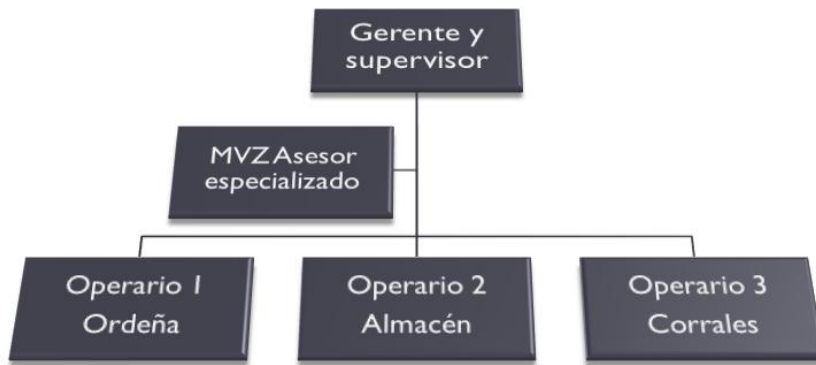 Gerente y
supervisor
MVZ Asesor
especializado
Operario 1
Ordeña
Operario 2
Almacén
Operario 3
Corrales